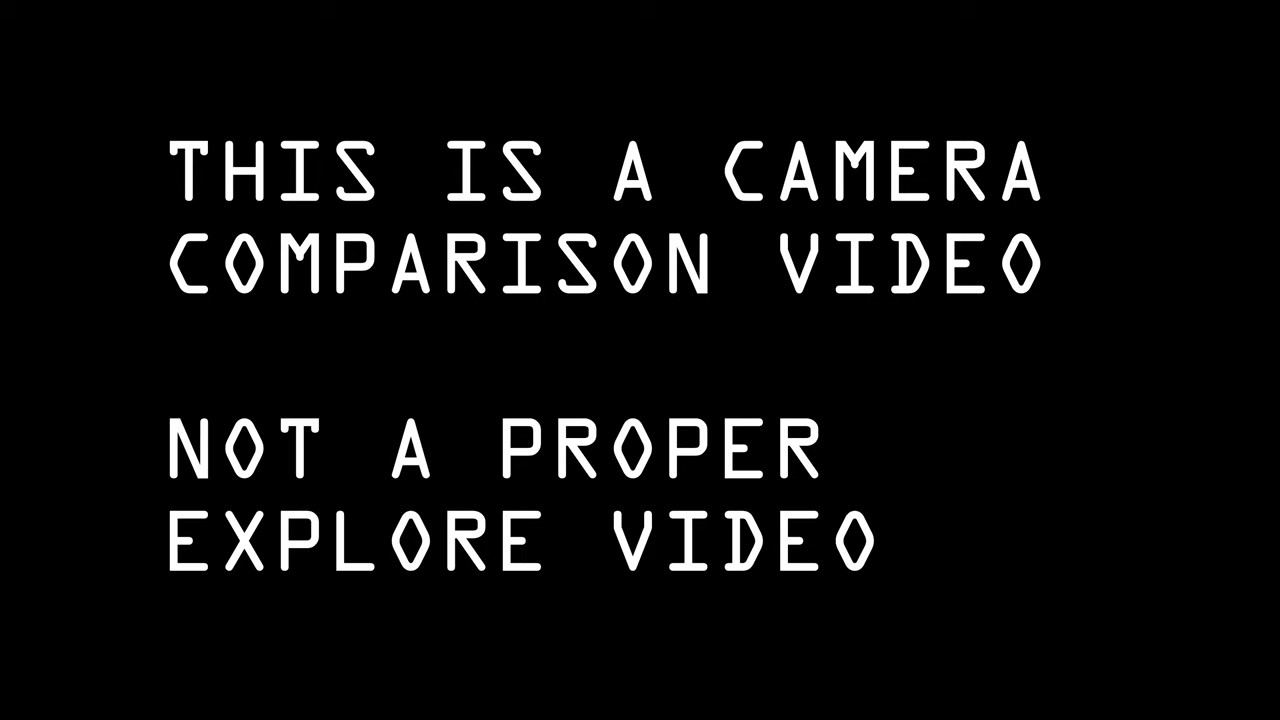 THIS IS A CAMERA
COMPARISON VIDEO
NOT A PROPER
EXPLORE VIDEO